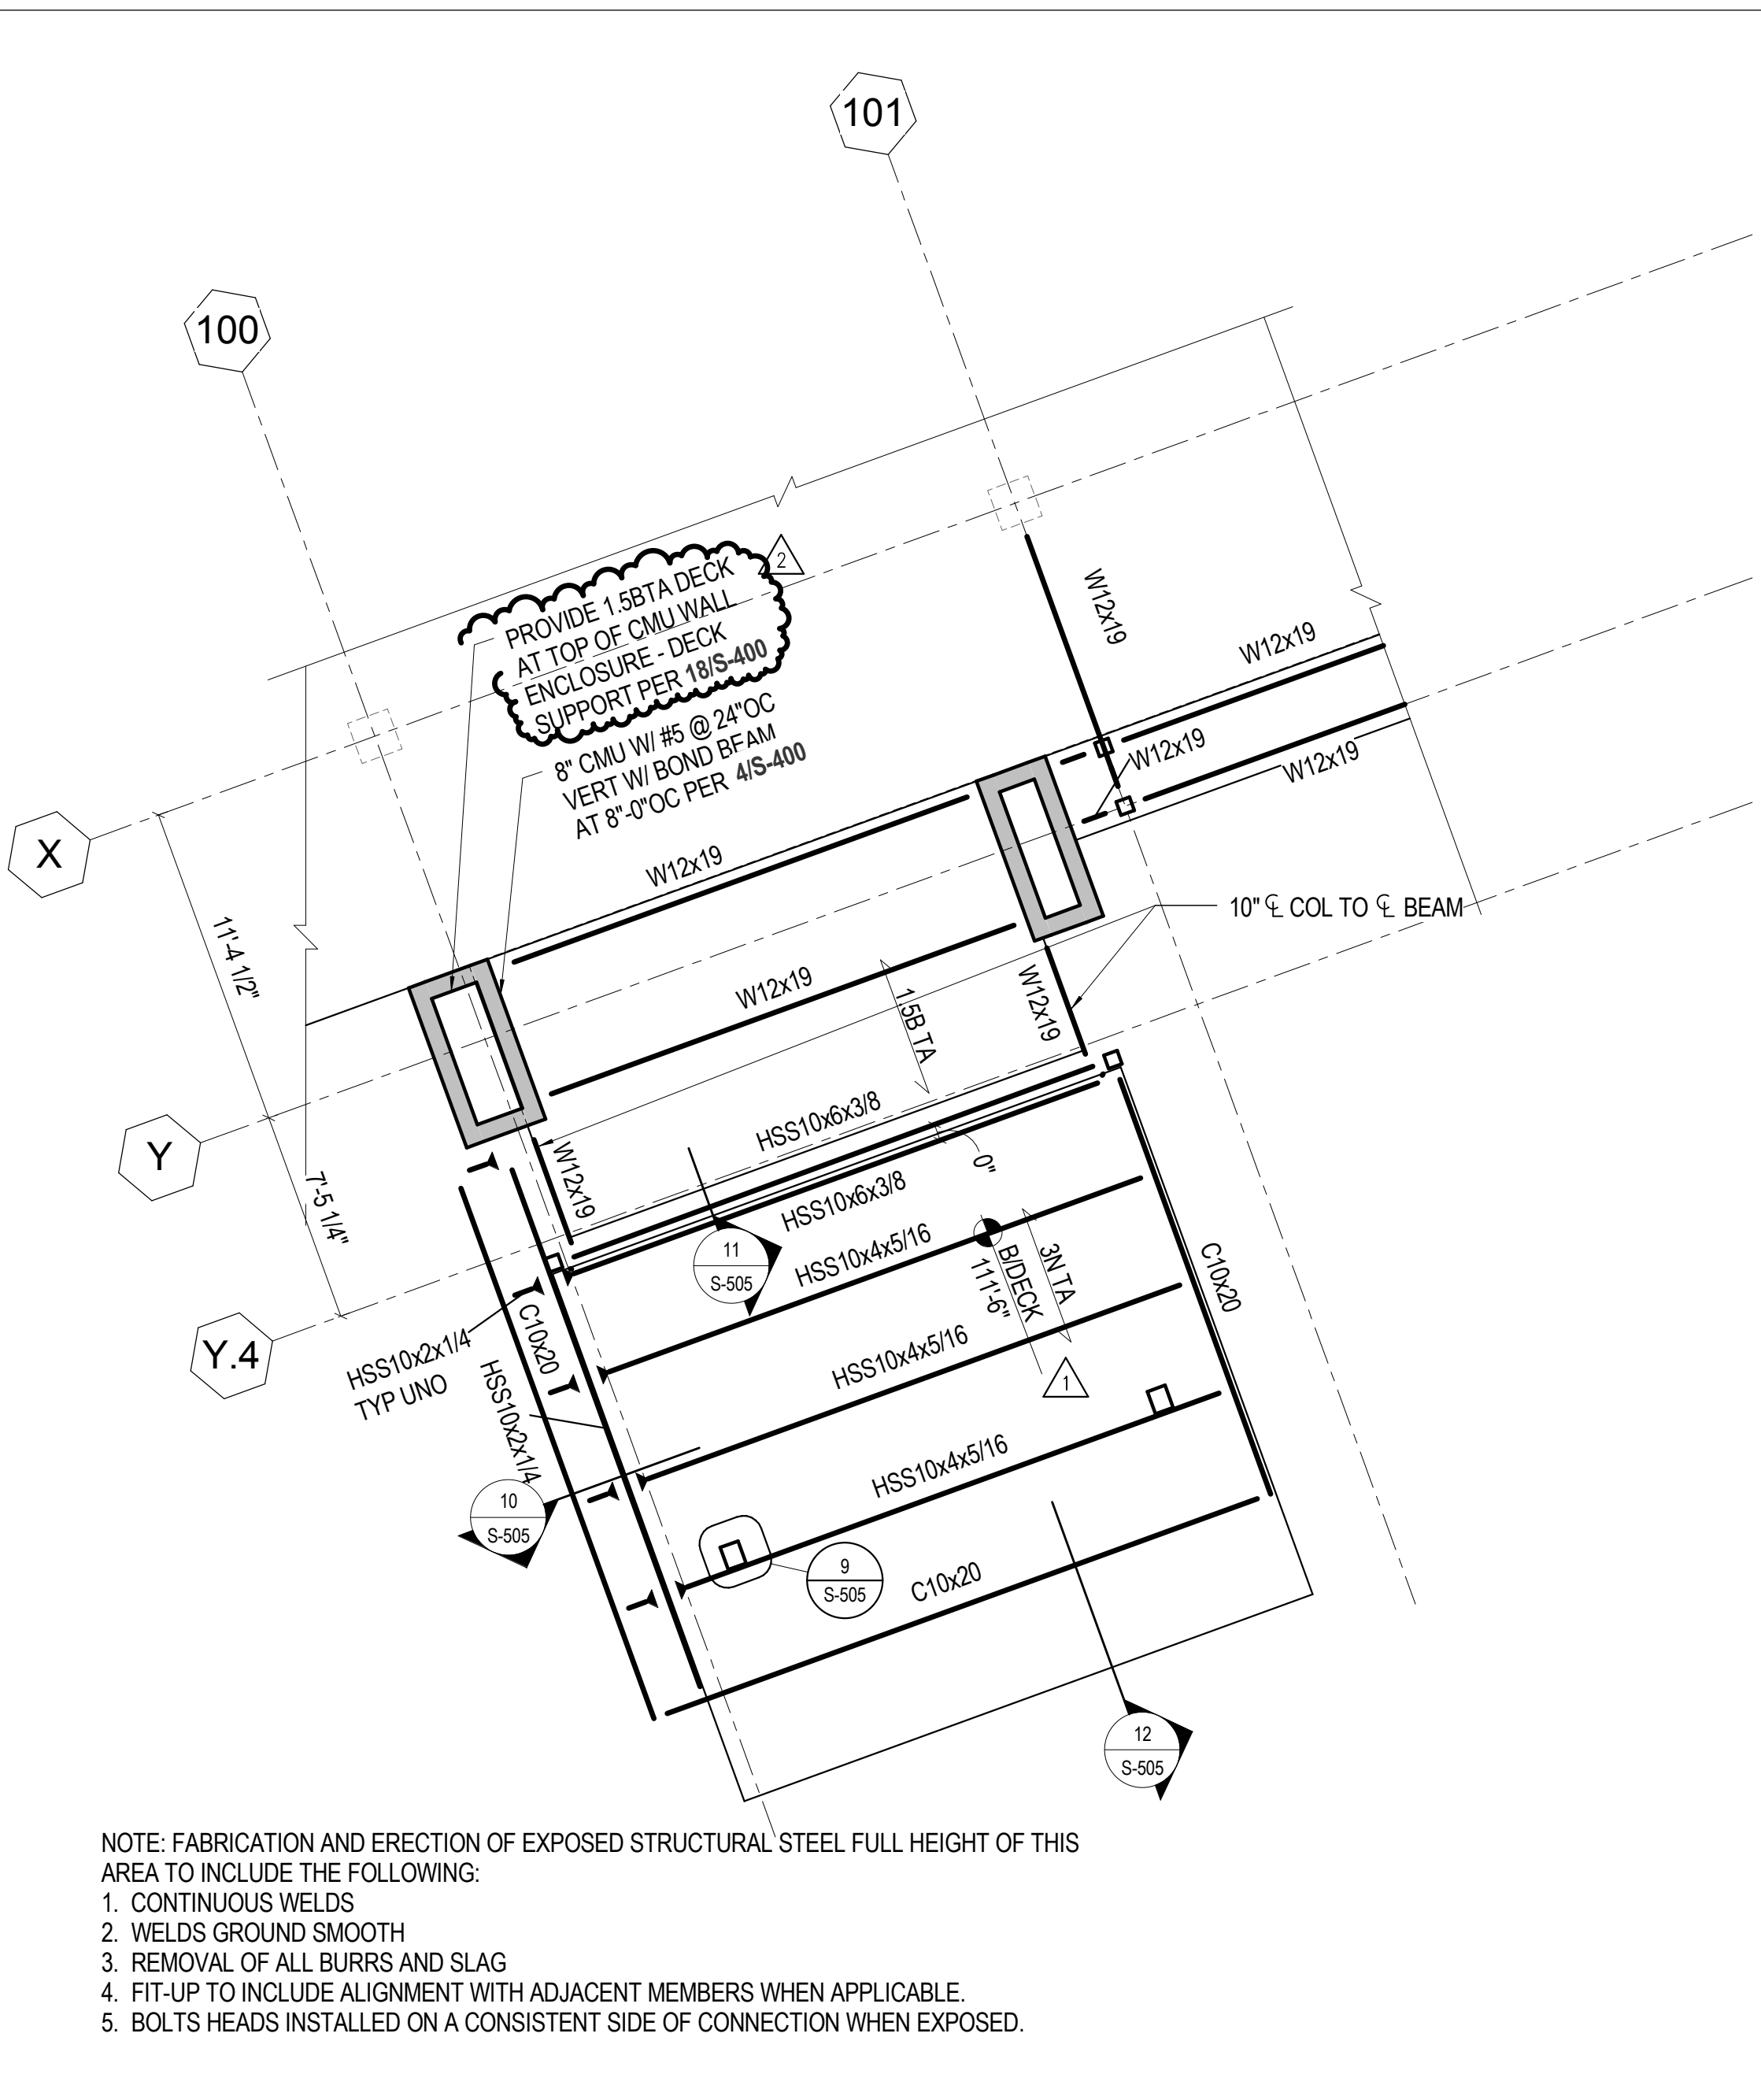 101
100
2
PROVIDE 1.5BTA DECK
AT TOP OF CMU WALL
ENCLOSURE - DECK
SUPPORT PER 18/S-400
8" CMU W/ #5 @ 24"OC
VERT W/ BOND BEAM
AT 8"-0"OC PER 4/S-400
W12x19
W12x19
W12x19
W12x19
X
W12x19
10" ℄ COL TO ℄ BEAM
11'-4 1/2"
W12x19
W12x19
1.5B TA
Y
HSS10x6x3/8
W12x19
0"
7'-5 1/4"
HSS10x6x3/8
11
S-505
HSS10x4x5/16
B/DECK
111'-6"
3N TA
C10x20
Y.4
HSS10x2x1/4
TYP UNO
C10x20
HSS10x2x1/4
HSS10x4x5/16
1
HSS10x4x5/16
10
S-505
9
S-505
C10x20
12
S-505
NOTE: FABRICATION AND ERECTION OF EXPOSED STRUCTURAL STEEL FULL HEIGHT OF THIS
AREA TO INCLUDE THE FOLLOWING:
1. CONTINUOUS WELDS
2. WELDS GROUND SMOOTH
3. REMOVAL OF ALL BURRS AND SLAG
4. FIT-UP TO INCLUDE ALIGNMENT WITH ADJACENT MEMBERS WHEN APPLICABLE.
5. BOLTS HEADS INSTALLED ON A CONSISTENT SIDE OF CONNECTION WHEN EXPOSED.